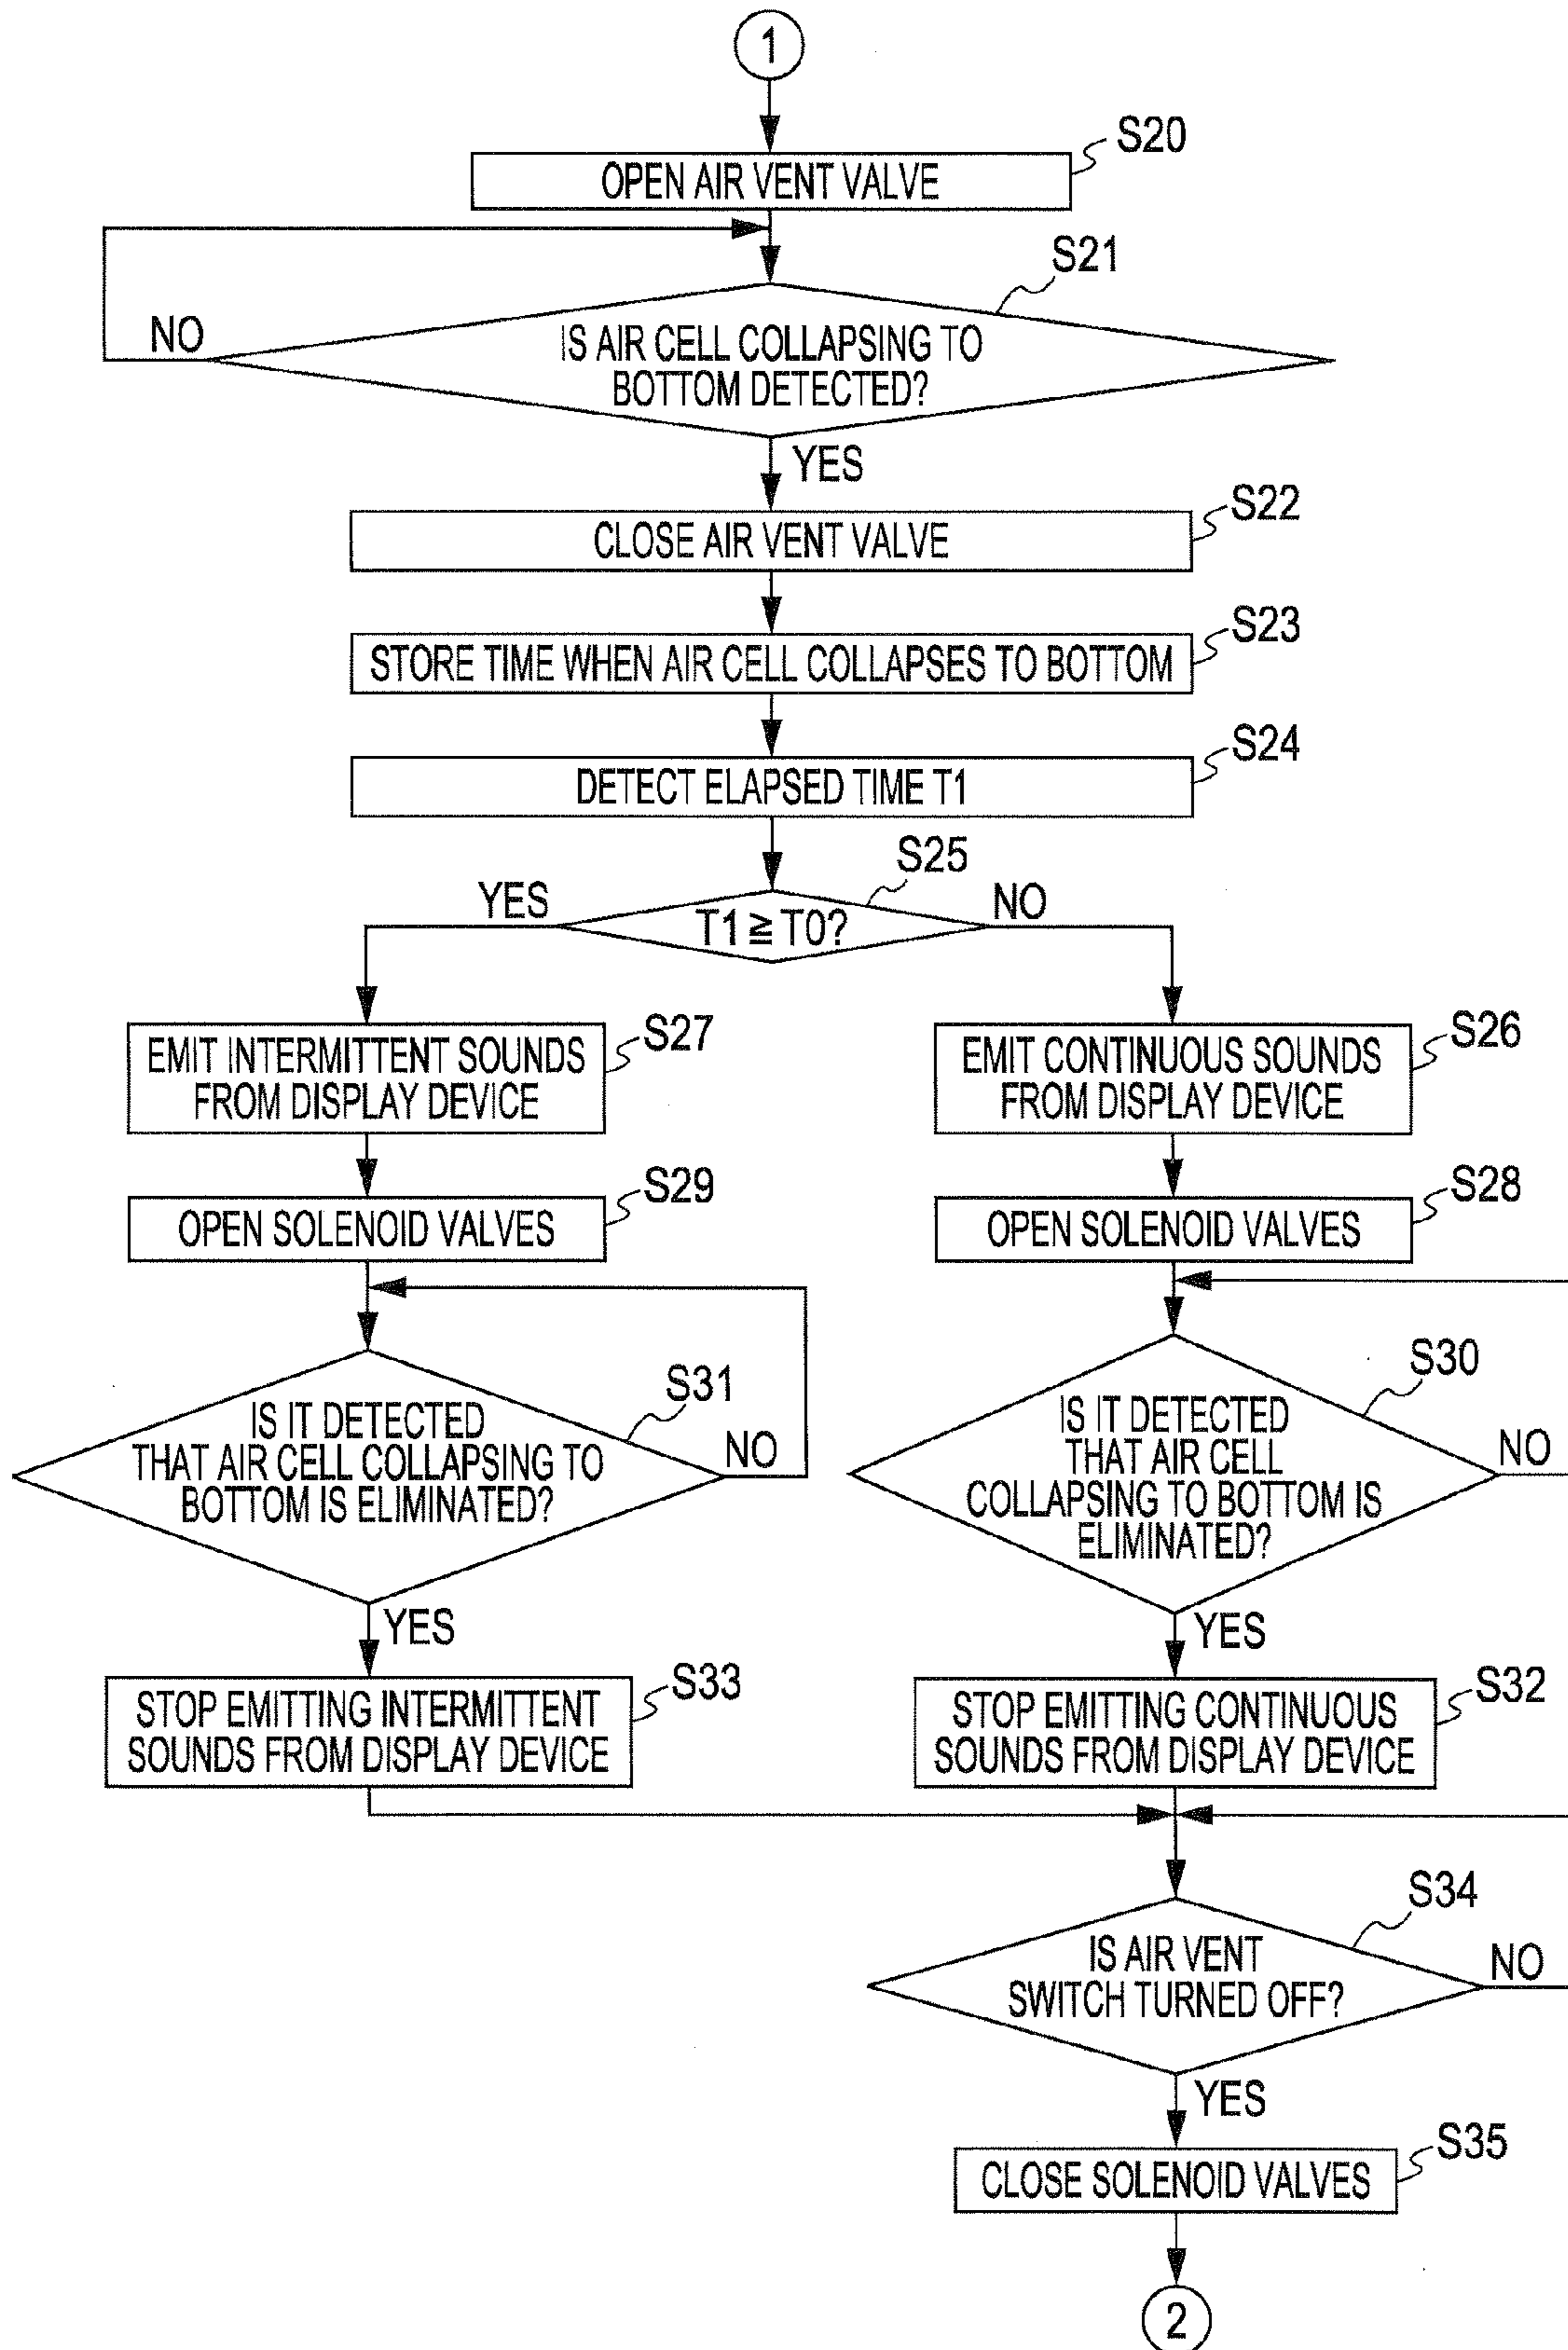 1
S20
OPEN AIR VENT VALVE
S21
NO
IS AIR CELL COLLAPSING TO
BOTTOM DETECTED?
YES
S22
CLOSE AIR VENT VALVE
S23
STORE TIME WHEN AIR CELL COLLAPSES TO BOTTOM
S24
DETECT ELAPSED TIME T1
S25
YES
NO
T1≧T0?
S27
EMIT INTERMITTENT SOUNDS
FROM DISPLAY DEVICE
S26
EMIT CONTINUOUS SOUNDS
FROM DISPLAY DEVICE
S29
OPEN SOLENOID VALVES
S28
OPEN SOLENOID VALVES
S31
IS IT DETECTED
THAT AIR CELL COLLAPSING TO
BOTTOM IS ELIMINATED?
NO
S30
IS IT DETECTED
THAT AIR CELL
COLLAPSING TO BOTTOM IS
ELIMINATED?
NO
YES
YES
S33
STOP EMITTING INTERMITTENT
SOUNDS FROM DISPLAY DEVICE
S32
STOP EMITTING CONTINUOUS
SOUNDS FROM DISPLAY DEVICE
S34
IS AIR VENT
SWITCH TURNED OFF?
NO
YES
S35
CLOSE SOLENOID VALVES
2